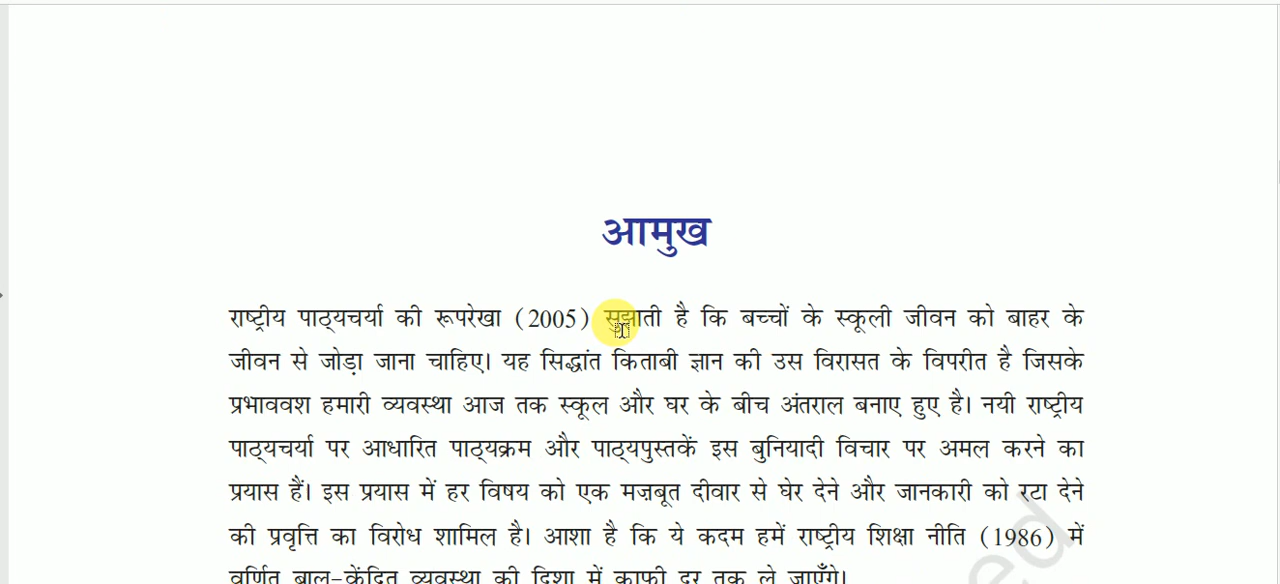 आमुख
राष्ट्रीय पाठ्यचर्या की रूपरेखा (2005) सुझाती है कि बच्चों के स्कूली जीवन को बाहर के
जीवन से जोड़ा जाना चाहिए। यह सिद्धांत किताबी ज्ञान की उस विरासत के विपरीत है जिसके
प्रभाववश हमारी व्यवस्था आज तक स्कूल और घर के बीच अंतराल बनाए हुए है। नयी राष्ट्रीय
पाठ्यचर्या पर आधारित पाठ्यक्रम और पाठ्यपुस्तकें इस बुनियादी विचार पर अमल करने का
प्रयास हैं। इस प्रयास में हर विषय को एक मजबूत दीवार से घेर देने और जानकारी को रटा देने
की प्रवृत्ति का विरोध शामिल है। आशा है कि ये कदम हमें राष्ट्रीय शिक्षा नीति (1986) में
वर्णित बाल-केंद्रित व्यवस्था की दिशा में काफी दूर तक ले जाएँगे।